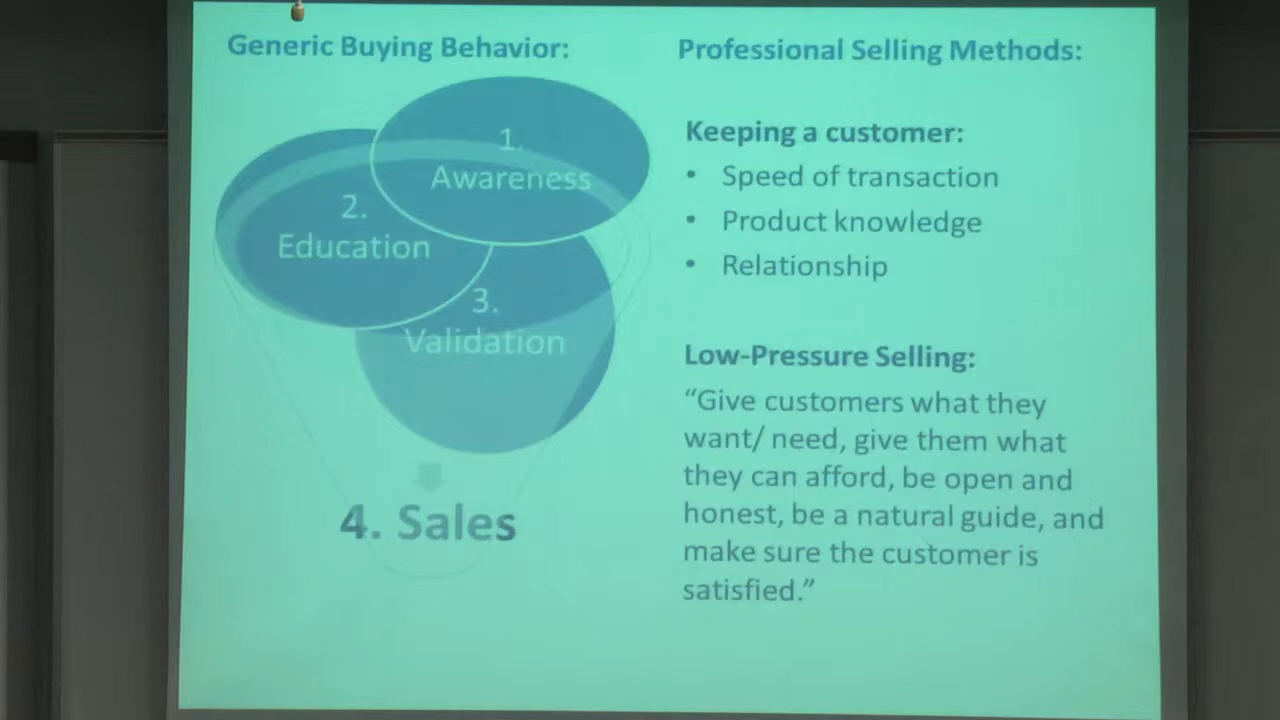 Generic Buying Behavior:
1.
Awareness
2.
Education
3.
Validation
4. Sales
Professional Selling Methods:
Keeping a customer:
• Speed of transaction
• Product knowledge
• Relationship
Low-Pressure Selling:
“Give customers what they
want/ need, give them what
they can afford, be open and
honest, be a natural guide, and
make sure the customer is
satisfied.”